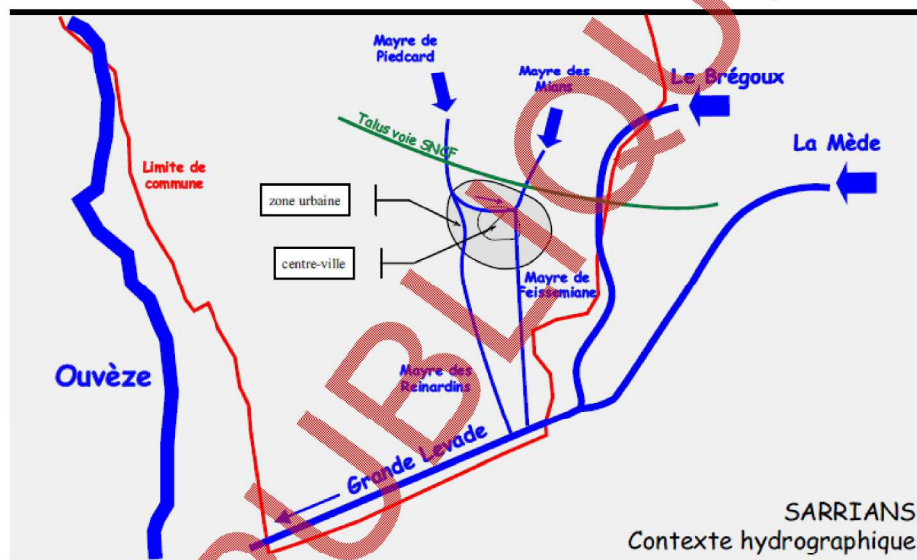 Mayre de
Piedcard
Mayre des
Mians
Le Brégoux
Talus voie SNCF
La Mède
Limite de
commune
zone urbaine
centre-ville
Mayre de
Feissemiane
Ouvèze
Mayre des
Reinardins
Grande Levade
SARRIANS
Contexte hydrographique
PUBLIQU